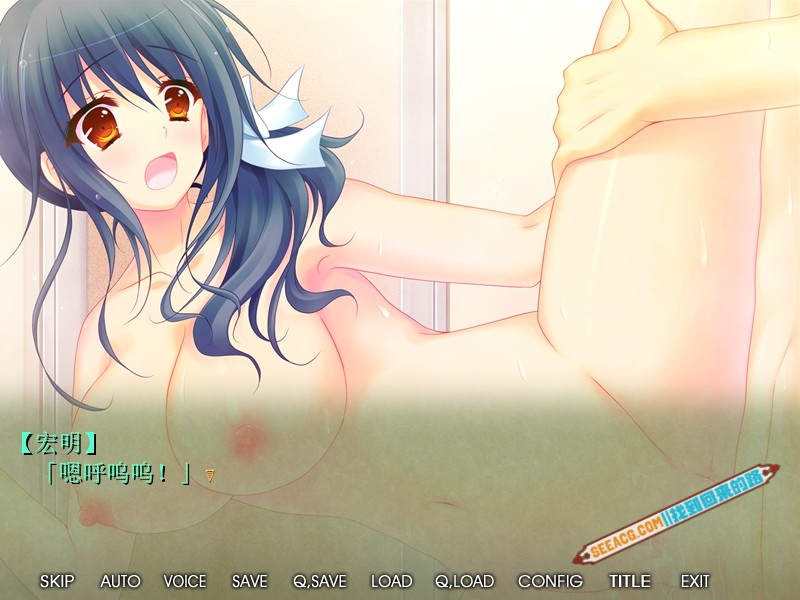 【宏明】
「嗯呼呜呜！」
SEEACG.COM||找到回来的路
SKIP AUTO VOICE SAVE Q,SAVE LOAD Q,LOAD CONFIG TITLE EXIT